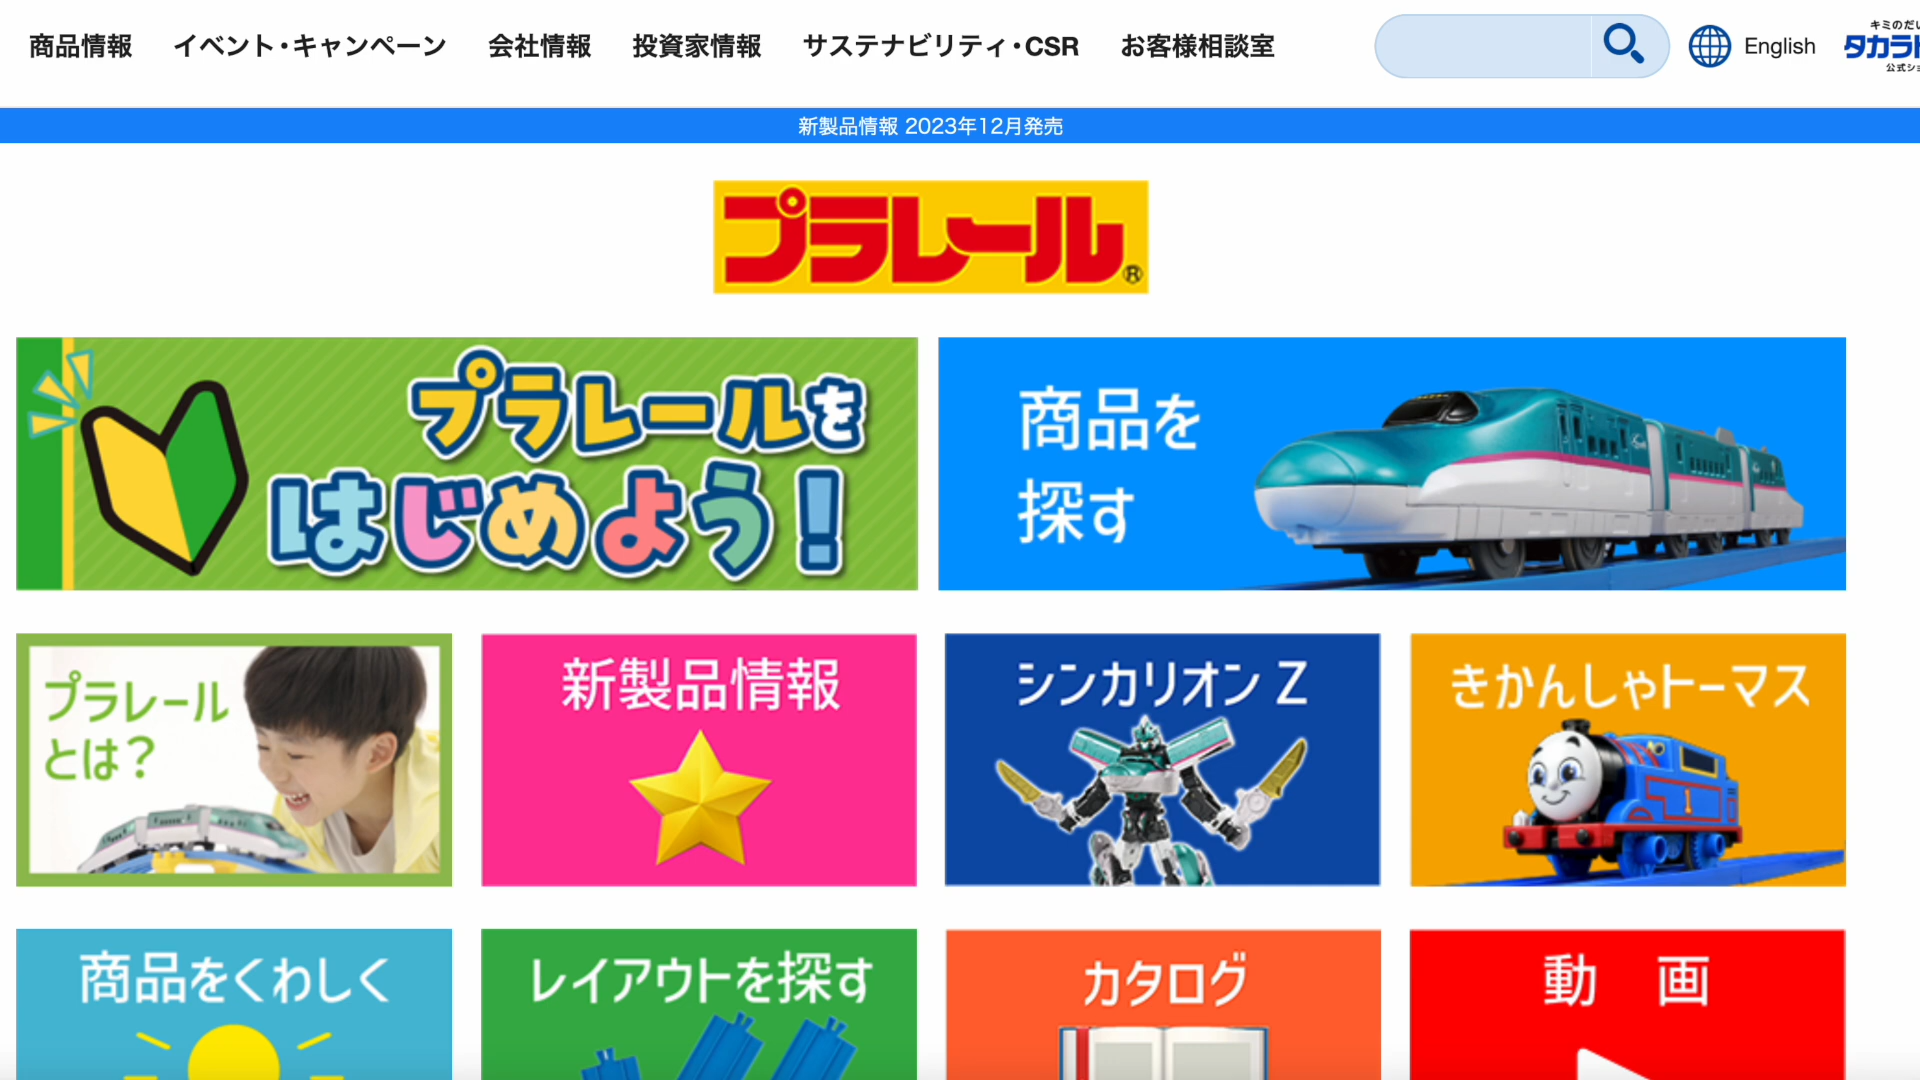 商品情報
イベント・キャンペーン
会社情報
投資家情報
サステナビリティ・CSR
お客様相談室
English
キミのだい
タカラト
公式ショ
新製品情報 2023年12月発売
プラレール®
プラレールを
はじめよう!
商品を
探す
プラレール
とは?
新製品情報
シンカリオン Z
きかんしゃトーマス
1
商品をくわしく
レイアウトを探す
カタログ
動 画